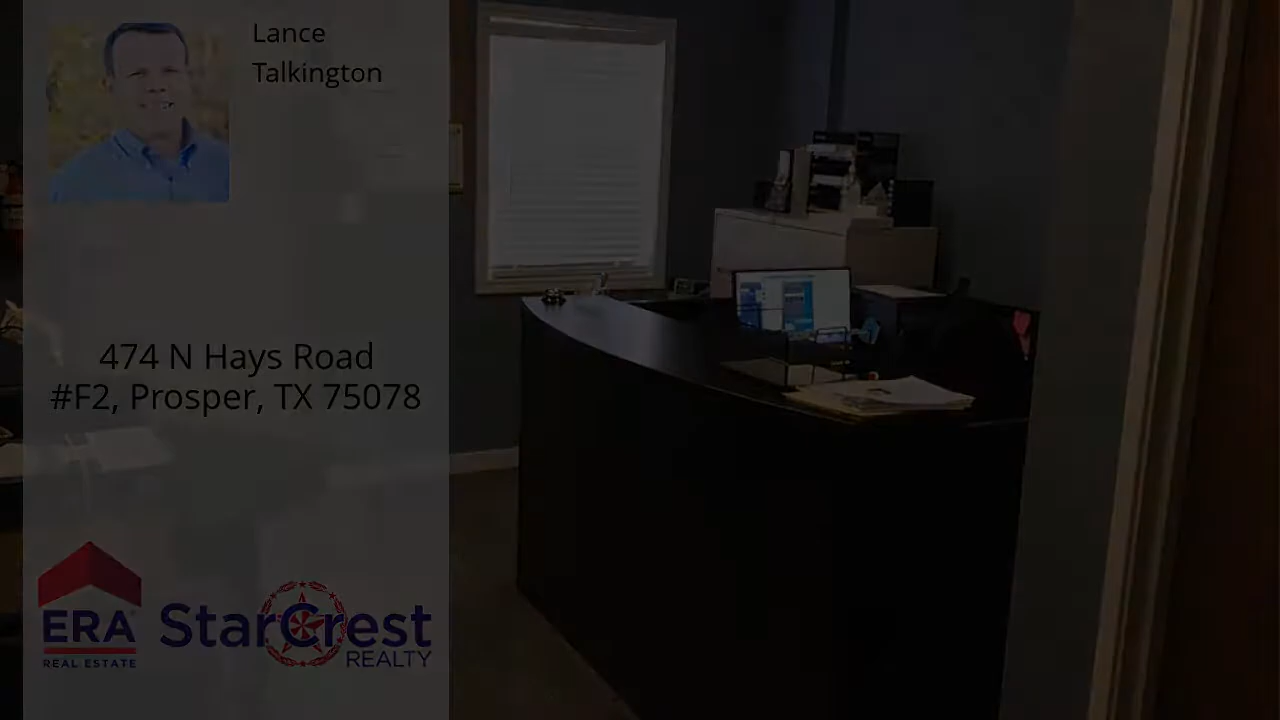 Lance
Talkington
474 N Hays Road
#F2, Prosper, TX 75078
ERA
REAL ESTATE
StarCrest
REALTY